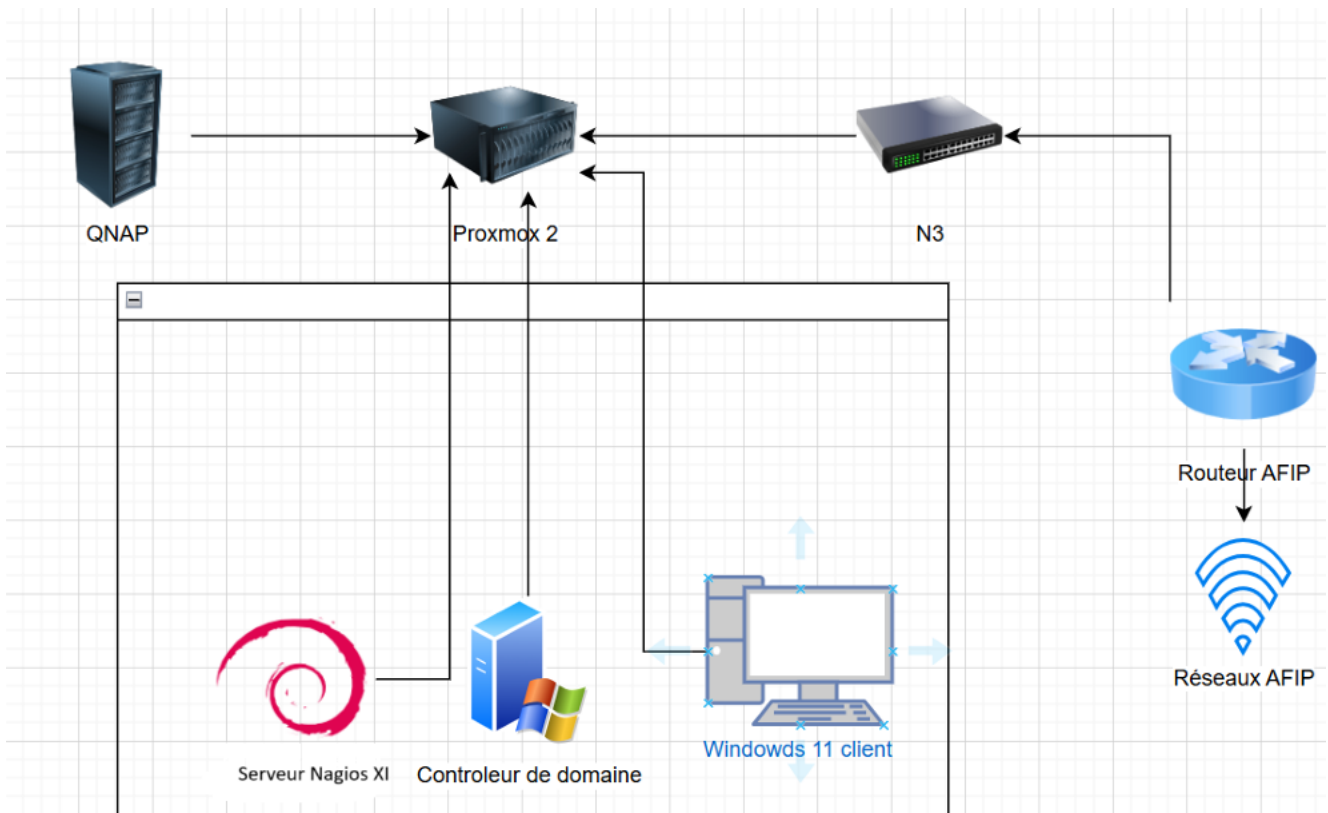 QNAP
Proxmox 2
N3
Routeur AFIP
Réseaux AFIP
Serveur Nagios XI
Controleur de domaine
Windowds 11 client